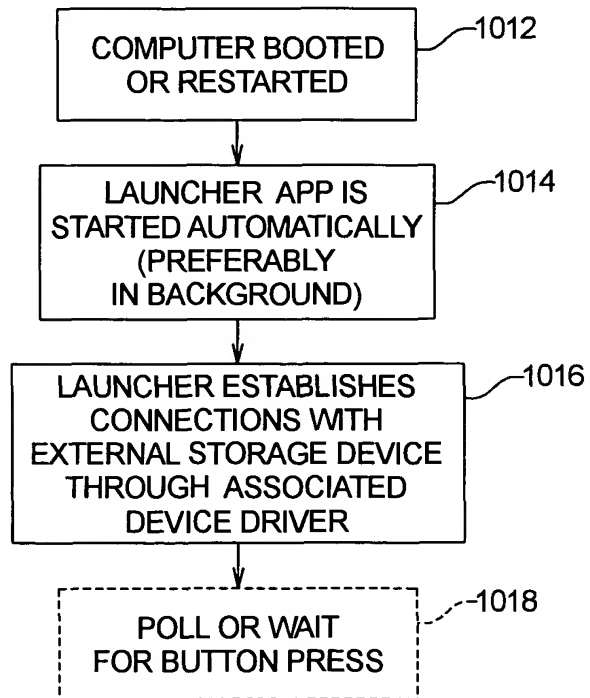 COMPUTER BOOTED
OR RESTARTED
1012
LAUNCHER APP IS
STARTED AUTOMATICALLY
(PREFERABLY
IN BACKGROUND)
1014
LAUNCHER ESTABLISHES
CONNECTIONS WITH
EXTERNAL STORAGE DEVICE
THROUGH ASSOCIATED
DEVICE DRIVER
1016
POLL OR WAIT
FOR BUTTON PRESS
1018